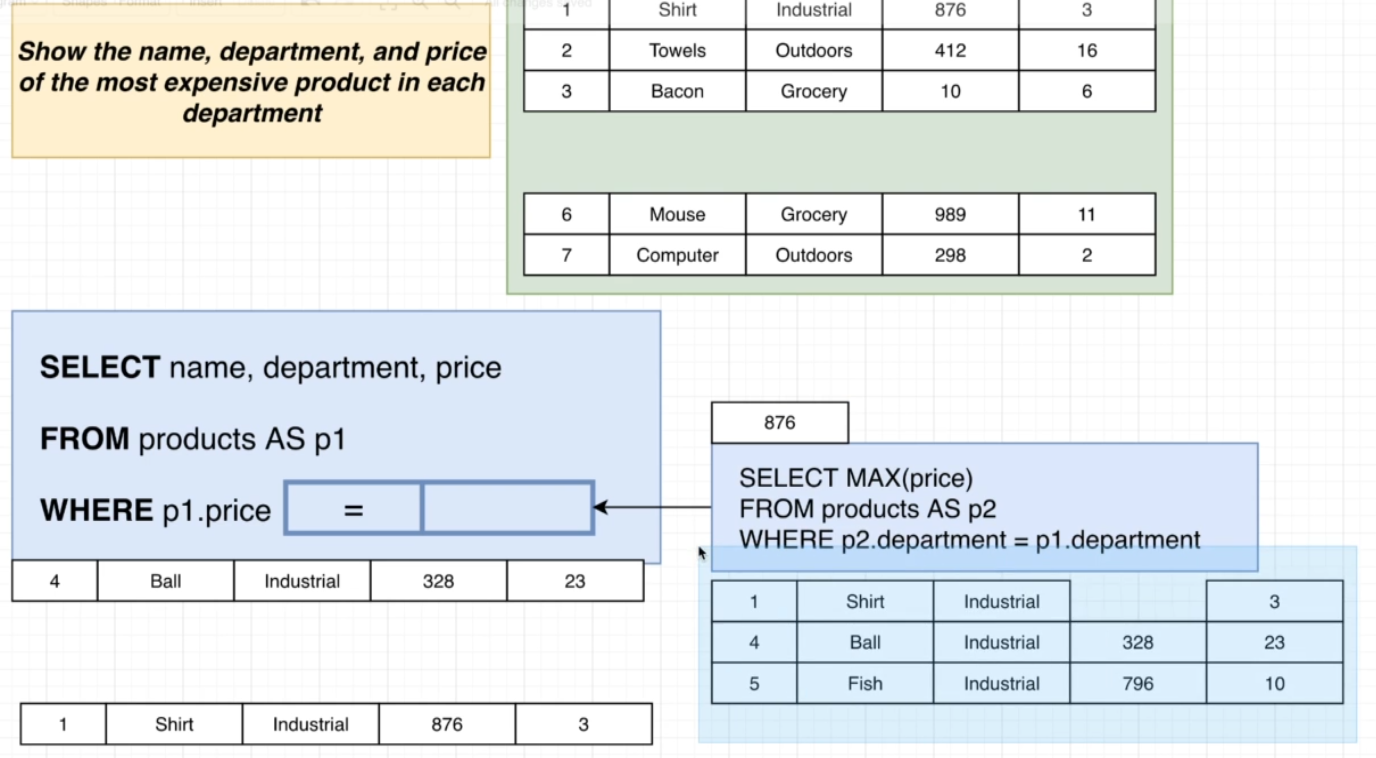 Show the name, department, and price
of the most expensive product in each
department
1 Shirt Industrial 876 3
2 Towels Outdoors 412 16
3 Bacon Grocery 10 6
6 Mouse Grocery 989 11
7 Computer Outdoors 298 2
SELECT name, department, price
FROM products AS p1
WHERE p1.price =
876
SELECT MAX(price)
FROM products AS p2
WHERE p2.department = p1.department
4 Ball Industrial 328 23
1 Shirt Industrial 3
4 Ball Industrial 328 23
5 Fish Industrial 796 10
1 Shirt Industrial 876 3